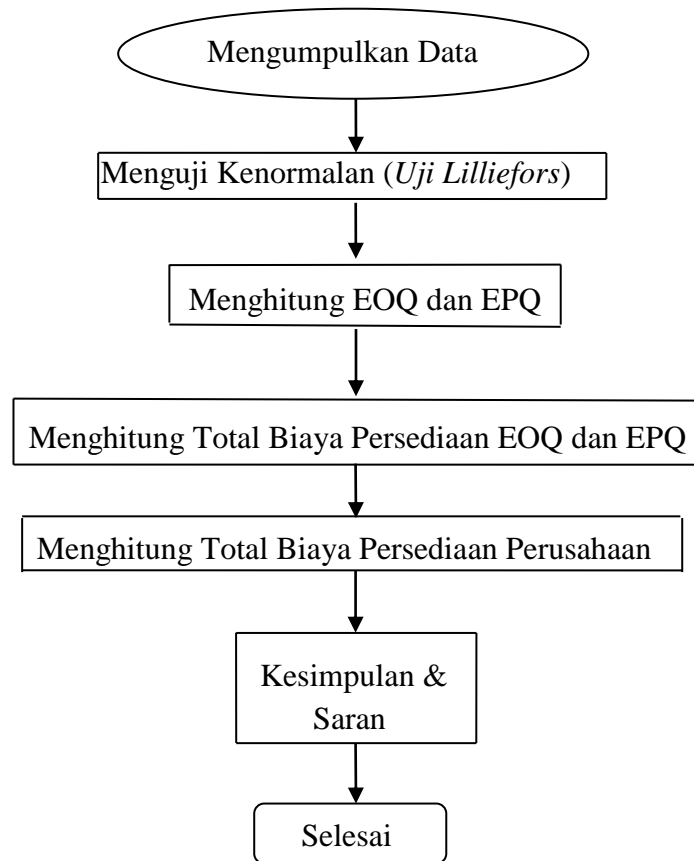 Mengumpulkan Data
Menguji Kenormalan (Uji Lilliefors)
Menghitung EOQ dan EPQ
Menghitung Total Biaya Persediaan EOQ dan EPQ
Menghitung Total Biaya Persediaan Perusahaan
Kesimpulan &
Saran
Selesai